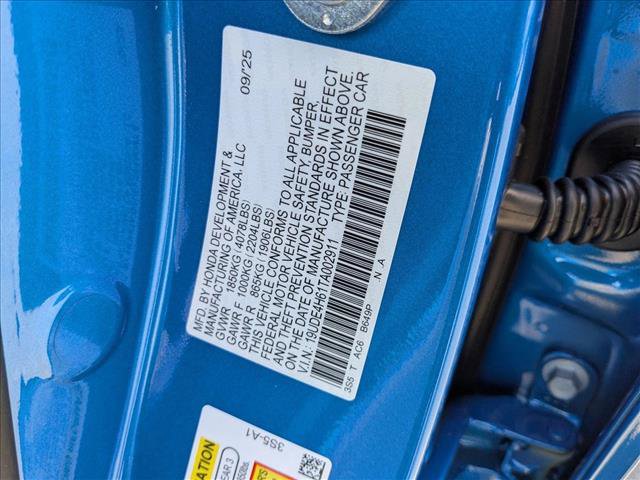 09/25
MFD. BY HONDA DEVELOPMENT &
MANUFACTURING OF AMERICA, LLC
GVWR 1850KG(4078LBS)
GAWR F 1000KG(2204LBS)
GAWR R 865KG(1906LBS)
THIS VEHICLE CONFORMS TO ALL APPLICABLE
FEDERAL MOTOR VEHICLE SAFETY, BUMPER,
AND THEFT PREVENTION STANDARDS IN EFFECT
ON THE DATE OF MANUFACTURE SHOWN ABOVE.
V.I.N. 19UDE4H61TA002911 TYPE: PASSENGER CAR
3S5 T AC6 B649P N A
3S5-A1
EAR 3